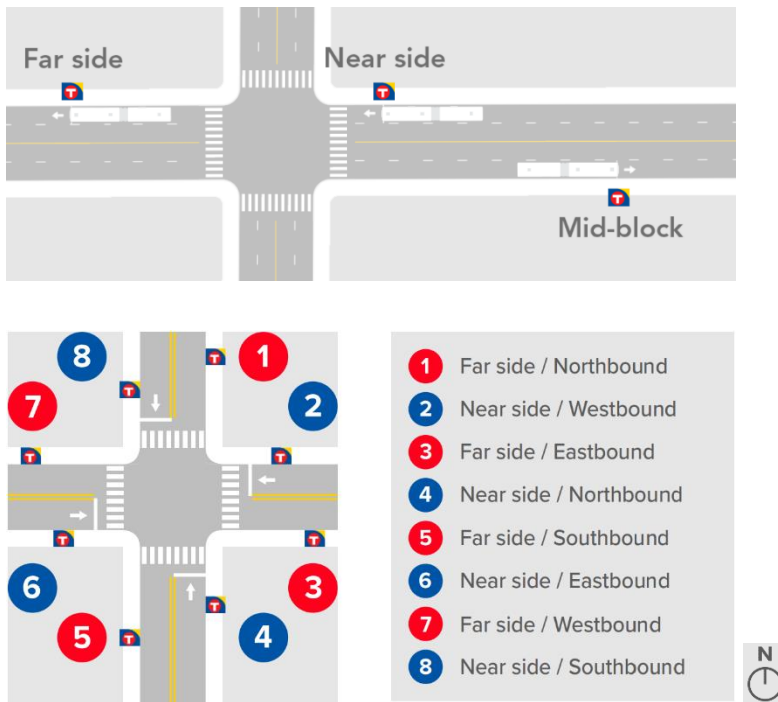 Far side
Near side
T
T
T
Mid-block
8
T
1
T
7
2
T
T
T
T
6
3
T
T
5
4
1 Far side / Northbound
2 Near side / Westbound
3 Far side / Eastbound
4 Near side / Northbound
5 Far side / Southbound
6 Near side / Eastbound
7 Far side / Westbound
8 Near side / Southbound
N